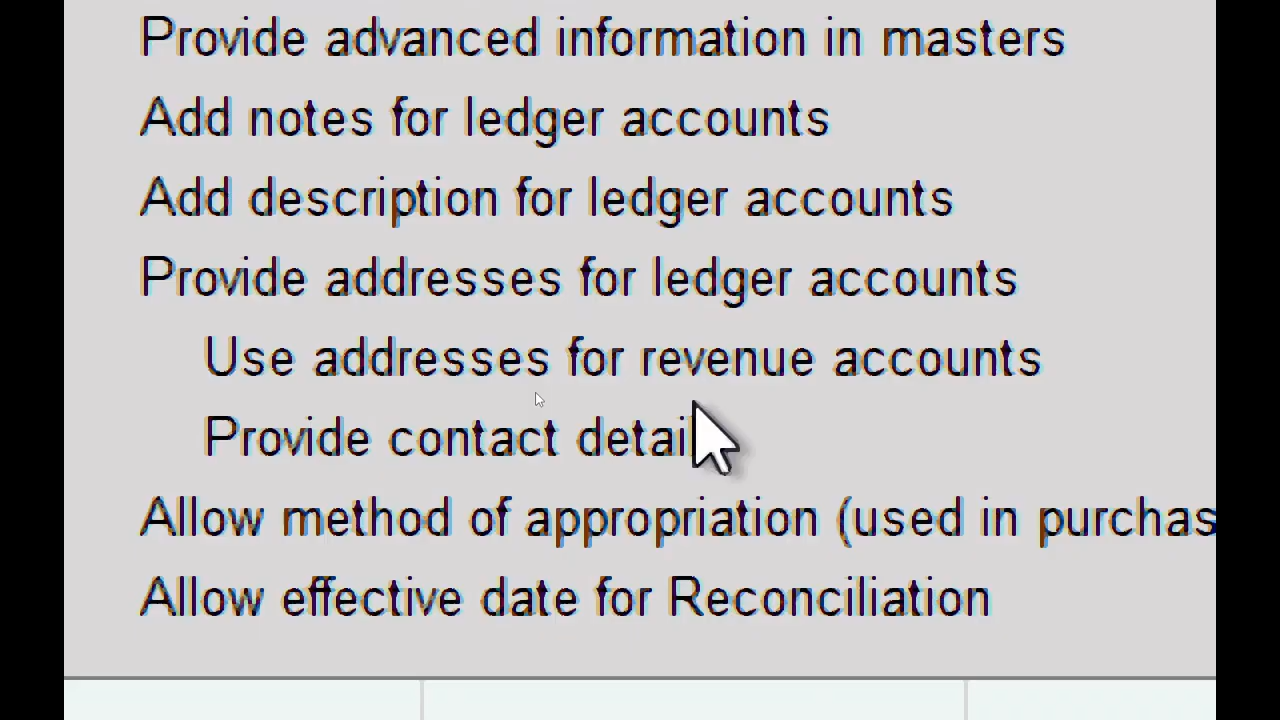 Provide advanced information in masters
Add notes for ledger accounts
Add description for ledger accounts
Provide addresses for ledger accounts
Use addresses for revenue accounts
Provide contact detail
Allow method of appropriation (used in purchas
Allow effective date for Reconciliation